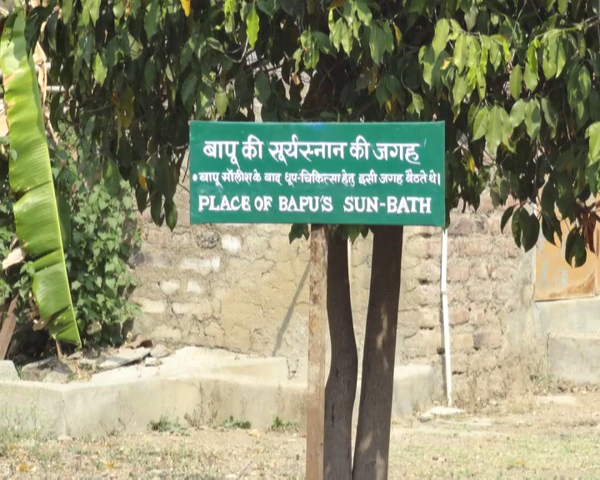 बापू की सूर्यस्नान की जगह
• बापू मॉलीश के बाद धूप-चिकित्सा हेतु इसी जगह बैठते थे।
PLACE OF BAPU'S SUN-BATH